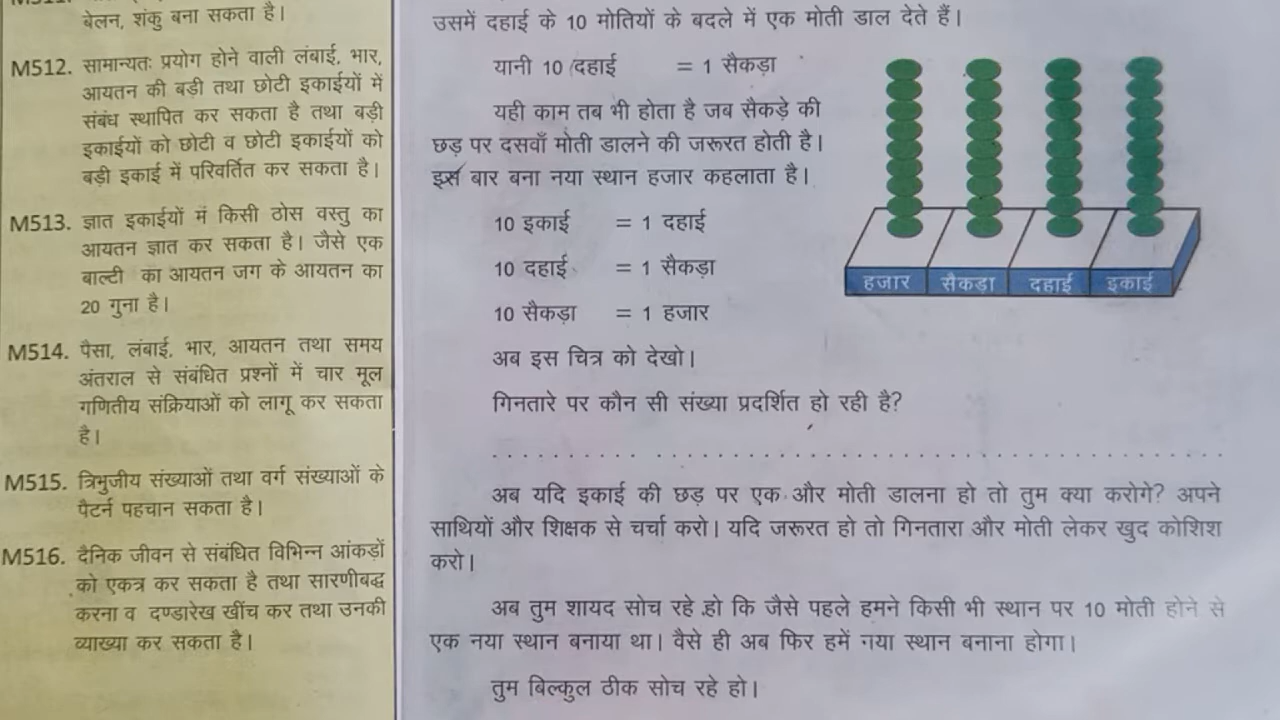 बेलन, शंकु बना सकता है।
M512. सामान्यतः प्रयोग होने वाली लंबाई, भार,
आयतन की बड़ी तथा छोटी इकाईयों में
संबंध स्थापित कर सकता है तथा बड़ी
इकाईयों को छोटी व छोटी इकाईयों को
बड़ी इकाई में परिवर्तित कर सकता है।
M513. ज्ञात इकाईयों में किसी ठोस वस्तु का
आयतन ज्ञात कर सकता है। जैसे एक
बाल्टी का आयतन जग के आयतन का
20 गुना है।
M514. पैसा, लंबाई, भार, आयतन तथा समय
अंतराल से संबंधित प्रश्नों में चार मूल
गणितीय संक्रियाओं को लागू कर सकता
है।
M515. त्रिभुजीय संख्याओं तथा वर्ग संख्याओं के
पैटर्न पहचान सकता है।
M516. दैनिक जीवन से संबंधित विभिन्न आंकड़ों
को एकत्र कर सकता है तथा सारणीबद्ध
करना व दण्डारेख खींच कर तथा उनकी
व्याख्या कर सकता है।
उसमें दहाई के 10 मोतियों के बदले में एक मोती डाल देते हैं।
यानी 10 दहाई = 1 सैकड़ा
यही काम तब भी होता है जब सैकड़े की
छड़ पर दसवाँ मोती डालने की जरूरत होती है।
इस बार बना नया स्थान हजार कहलाता है।
10 इकाई = 1 दहाई
10 दहाई = 1 सैकड़ा
10 सैकड़ा = 1 हजार
हजार सैकड़ा दहाई इकाई
अब इस चित्र को देखो।
गिनतारे पर कौन सी संख्या प्रदर्शित हो रही है?
अब यदि इकाई की छड़ पर एक और मोती डालना हो तो तुम क्या करोगे? अपने
साथियों और शिक्षक से चर्चा करो। यदि जरूरत हो तो गिनतारा और मोती लेकर खुद कोशिश
करो।
अब तुम शायद सोच रहे हो कि जैसे पहले हमने किसी भी स्थान पर 10 मोती होने से
एक नया स्थान बनाया था। वैसे ही अब फिर हमें नया स्थान बनाना होगा।
तुम बिल्कुल ठीक सोच रहे हो।